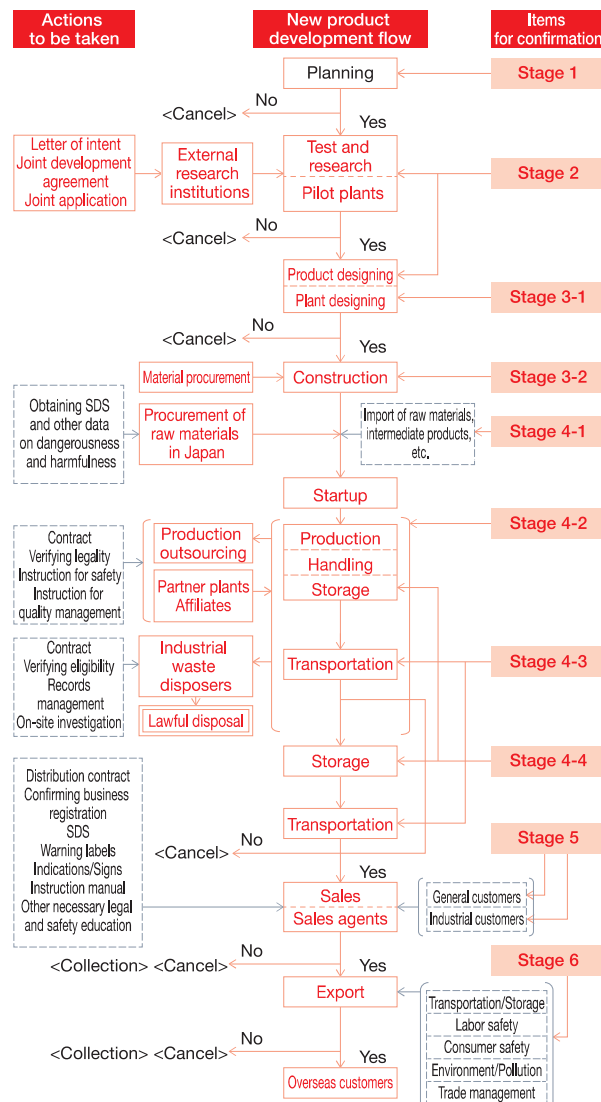 Actions
to be taken
New product
development flow
Items
for confirmation
Planning
Stage 1
No
<Cancel>
Yes
Letter of intent
Joint development
agreement
Joint application
External
research
institutions
Test and
research
Pilot plants
Stage 2
No
<Cancel>
Yes
Product designing
Plant designing
Stage 3-1
No
<Cancel>
Yes
Material procurement
Construction
Stage 3-2
Obtaining SDS
and other data
on dangerousness
and harmfulness
Procurement of
raw materials
in Japan
Import of raw materials,
intermediate products,
etc.
Stage 4-1
Startup
Contract
Verifying legality
Instruction for safety
Instruction for
quality management
Production
outsourcing
Partner plants
Affiliates
Production
Handling
Storage
Stage 4-2
Contract
Verifying eligibility
Records
management
On-site investigation
Industrial
waste
disposers
Lawful disposal
Transportation
Stage 4-3
Storage
Stage 4-4
Distribution contract
Confirming business
registration
SDS
Warning labels
Indications/Signs
Instruction manual
Other necessary legal
and safety education
Transportation
No
<Cancel>
Yes
Stage 5
Sales
Sales agents
General customers
Industrial customers
No
<Collection> <Cancel>
Yes
Stage 6
Export
Transportation/Storage
Labor safety
Consumer safety
Environment/Pollution
Trade management
No
<Collection> <Cancel>
Yes
Overseas customers